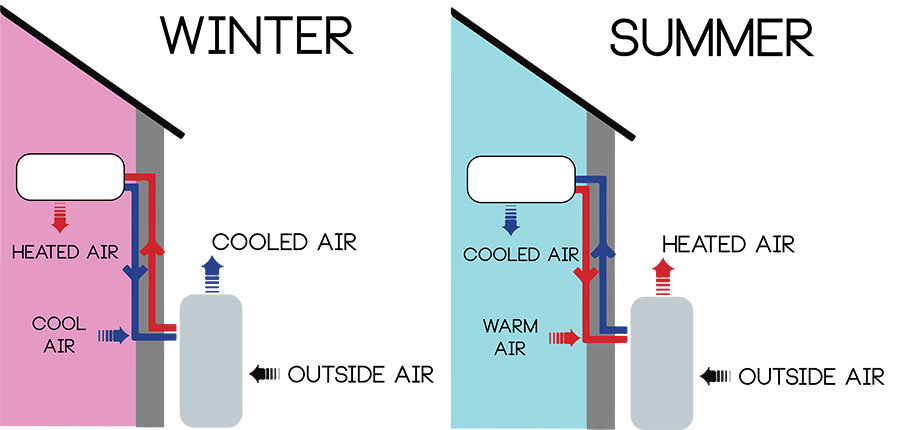 WINTER
HEATED AIR
COOLED AIR
COOL
AIR
OUTSIDE AIR
SUMMER
COOLED AIR
HEATED AIR
WARM
AIR
OUTSIDE AIR